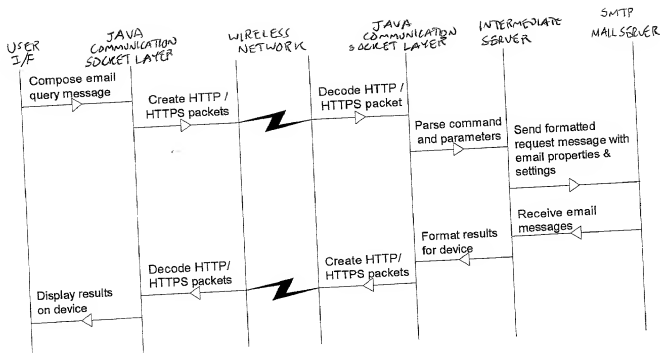 USER
I/F
JAVA
COMMUNICATION
SOCKET LAYER
WIRELESS
NETWORK
JAVA
COMMUNICATION
SOCKET LAYER
INTERMEDIATE
SERVER
SMTP
MAILSERVER
Compose email
query message
Create HTTP /
HTTPS packets
Decode HTTP /
HTTPS packet
Parse command
and parameters
Send formatted
request message with
email properties &
settings
Receive email
messages
Format results
for device
Create HTTP/
HTTPS packets
Decode HTTP/
HTTPS packets
Display results
on device